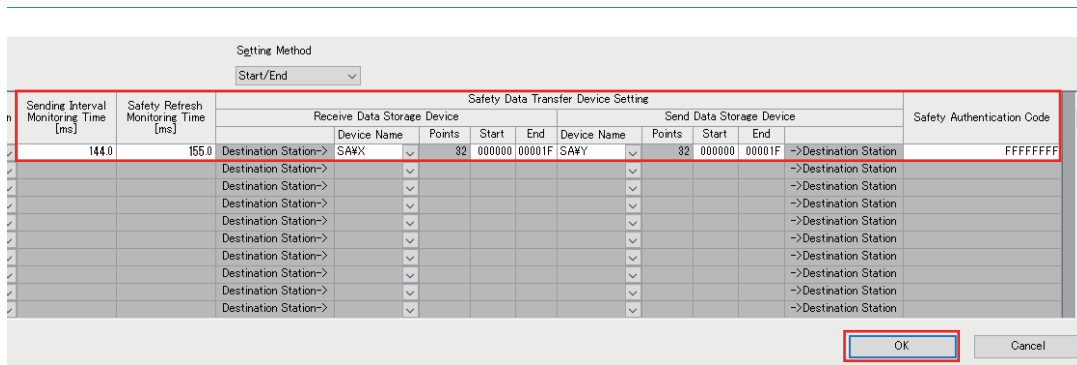 Setting Method
Start/End
Safety Data Transfer Device Setting
Sending Interval Monitoring Time [ms]
Safety Refresh Monitoring Time [ms]
Receive Data Storage Device
Send Data Storage Device
Safety Authentication Code
n
Device Name Points Start End Device Name Points Start End
144.0 155.0 Destination Station-> SA¥X 32 000000 00001F SA¥Y 32 000000 00001F ->Destination Station FFFFFFFF
Destination Station-> ->Destination Station
Destination Station-> ->Destination Station
Destination Station-> ->Destination Station
Destination Station-> ->Destination Station
Destination Station-> ->Destination Station
Destination Station-> ->Destination Station
Destination Station-> ->Destination Station
Destination Station-> ->Destination Station
Destination Station-> ->Destination Station
OK Cancel